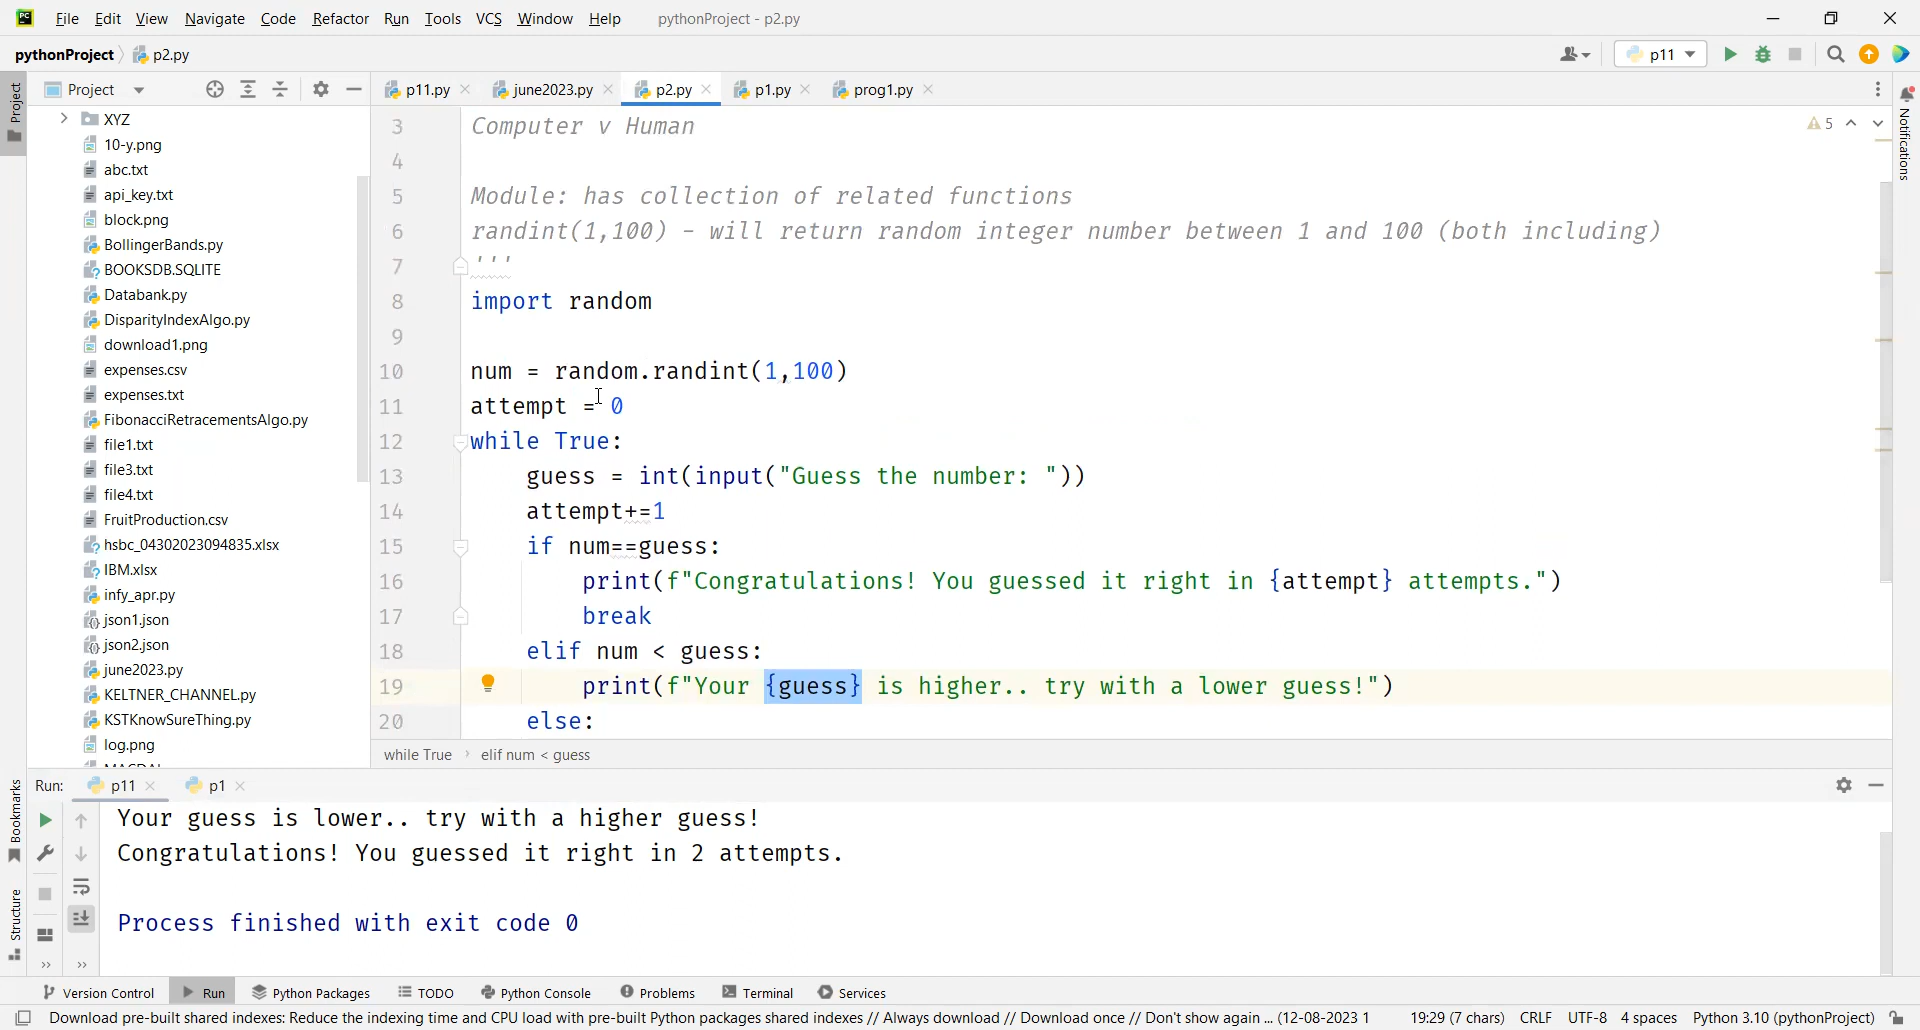 PC File Edit View Navigate Code Refactor Run Tools VCS Window Help pythonProject - p2.py
pythonProject p2.py p11
Project p11.py june2023.py p2.py p1.py prog1.py
Project
Notifications
XYZ
10-y.png
abc.txt
api_key.txt
block.png
BollingerBands.py
BOOKSDB.SQLITE
Databank.py
DisparityIndexAlgo.py
download1.png
expenses.csv
expenses.txt
FibonacciRetracementsAlgo.py
file1.txt
file3.txt
file4.txt
FruitProduction.csv
hsbc_04302023094835.xlsx
IBM.xlsx
infy_apr.py
json1.json
json2.json
june2023.py
KELTNER_CHANNEL.py
KSTKnowSureThing.py
log.png
3 Computer v Human
5
4
5 Module: has collection of related functions
6 randint(1,100) - will return random integer number between 1 and 100 (both including)
7 '''
8 import random
9
10 num = random.randint(1,100)
11 attempt = 0
12 while True:
13 guess = int(input("Guess the number: "))
14 attempt+=1
15 if num==guess:
16 print(f"Congratulations! You guessed it right in {attempt} attempts.")
17 break
18 elif num < guess:
19 print(f"Your {guess} is higher.. try with a lower guess!")
20 else:
while True elif num < guess
Run: p11 p1
Bookmarks
Structure
Your guess is lower.. try with a higher guess!
Congratulations! You guessed it right in 2 attempts.
Process finished with exit code 0
Version Control Run Python Packages TODO Python Console Problems Terminal Services
Download pre-built shared indexes: Reduce the indexing time and CPU load with pre-built Python packages shared indexes // Always download // Download once // Don't show again ... (12-08-2023 1 19:29 (7 chars) CRLF UTF-8 4 spaces Python 3.10 (pythonProject)